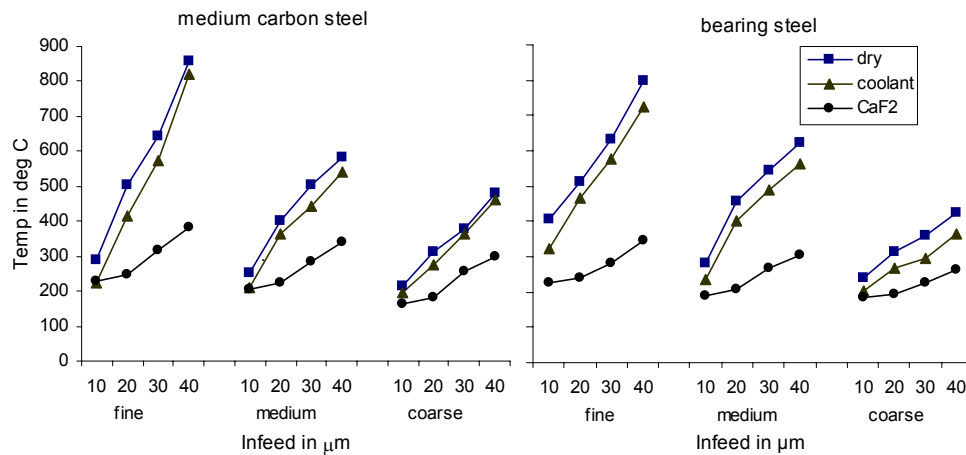 medium carbon steel
bearing steel
dry
coolant
CaF2
Temp in deg C
900
800
700
600
500
400
300
200
100
0
10 20 30 40 10 20 30 40 10 20 30 40
fine medium coarse
Infeed in μm
10 20 30 40 10 20 30 40 10 20 30 40
fine medium coarse
Infeed in µm